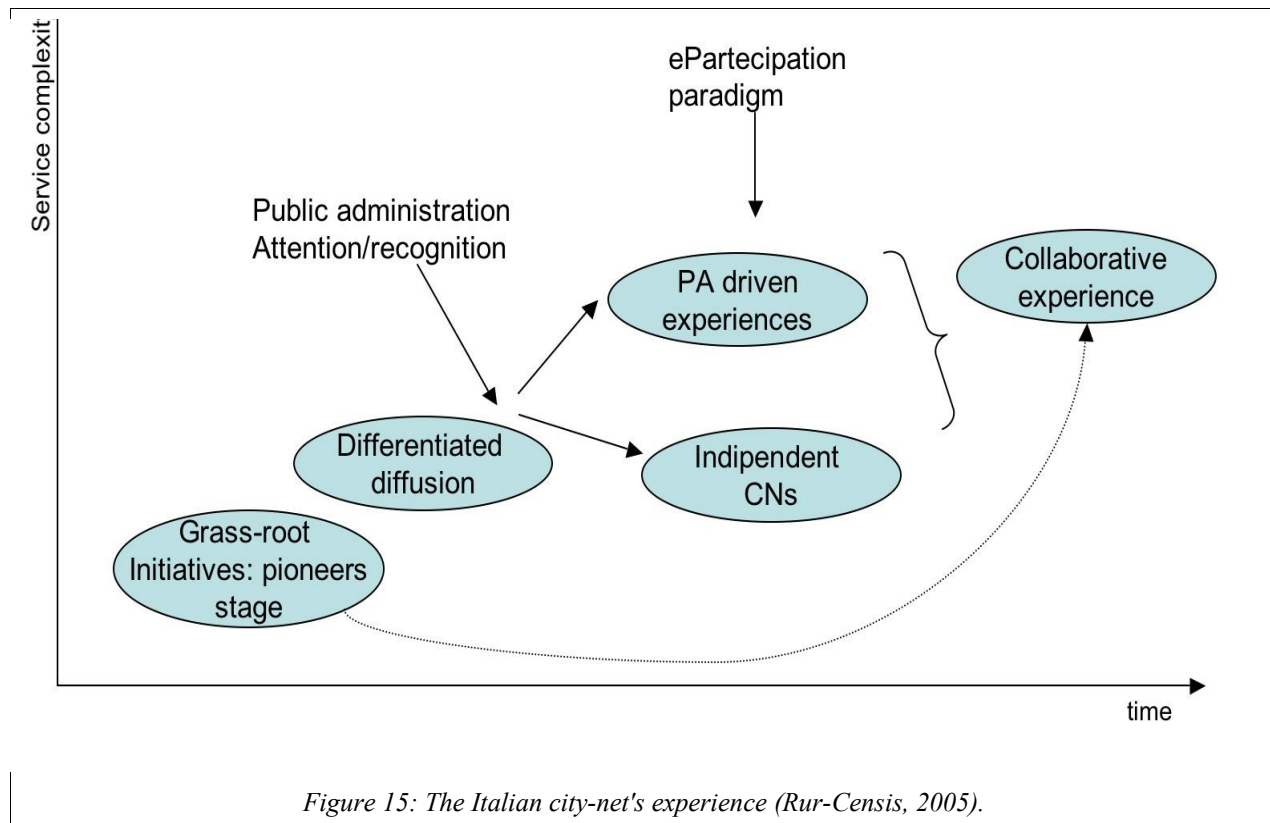 Service complexit
ePartecipation
paradigm
Public administration
Attention/recognition
PA driven
experiences
Collaborative
experience
Differentiated
diffusion
Indipendent
CNs
Grass-root
Initiatives: pioneers
stage
time
Figure 15: The Italian city-net's experience (Rur-Censis, 2005).